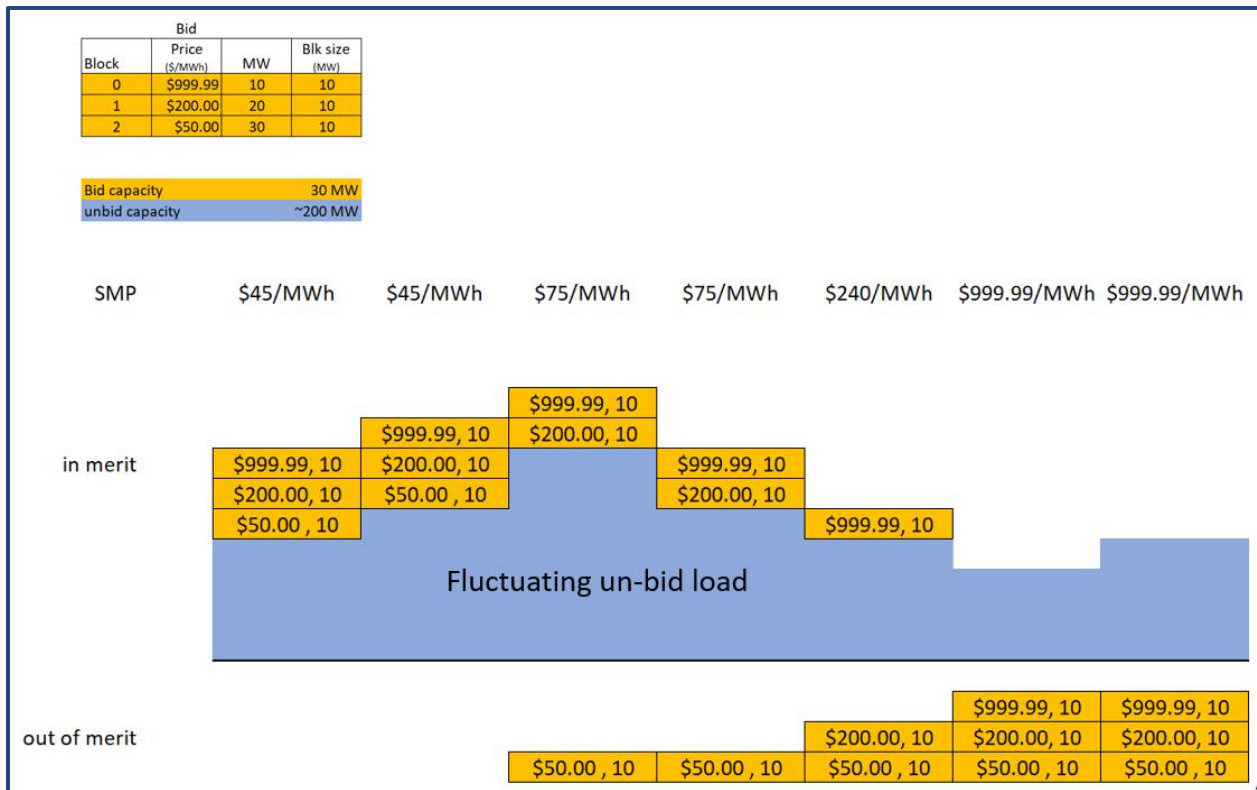 Bid
Block Price ($/MWh) MW Blk size (MW)
0 $999.99 10 10
1 $200.00 20 10
2 $50.00 30 10
Bid capacity 30 MW
unbid capacity ~200 MW
SMP $45/MWh $45/MWh $75/MWh $75/MWh $240/MWh $999.99/MWh $999.99/MWh
$999.99, 10
$999.99, 10 $200.00, 10
in merit $999.99, 10 $200.00, 10 $999.99, 10
$200.00, 10 $50.00 , 10 $200.00, 10
$50.00 , 10 $999.99, 10
Fluctuating un-bid load
$999.99, 10 $999.99, 10
out of merit $200.00, 10 $200.00, 10 $200.00, 10
$50.00 , 10 $50.00 , 10 $50.00 , 10 $50.00 , 10 $50.00 , 10